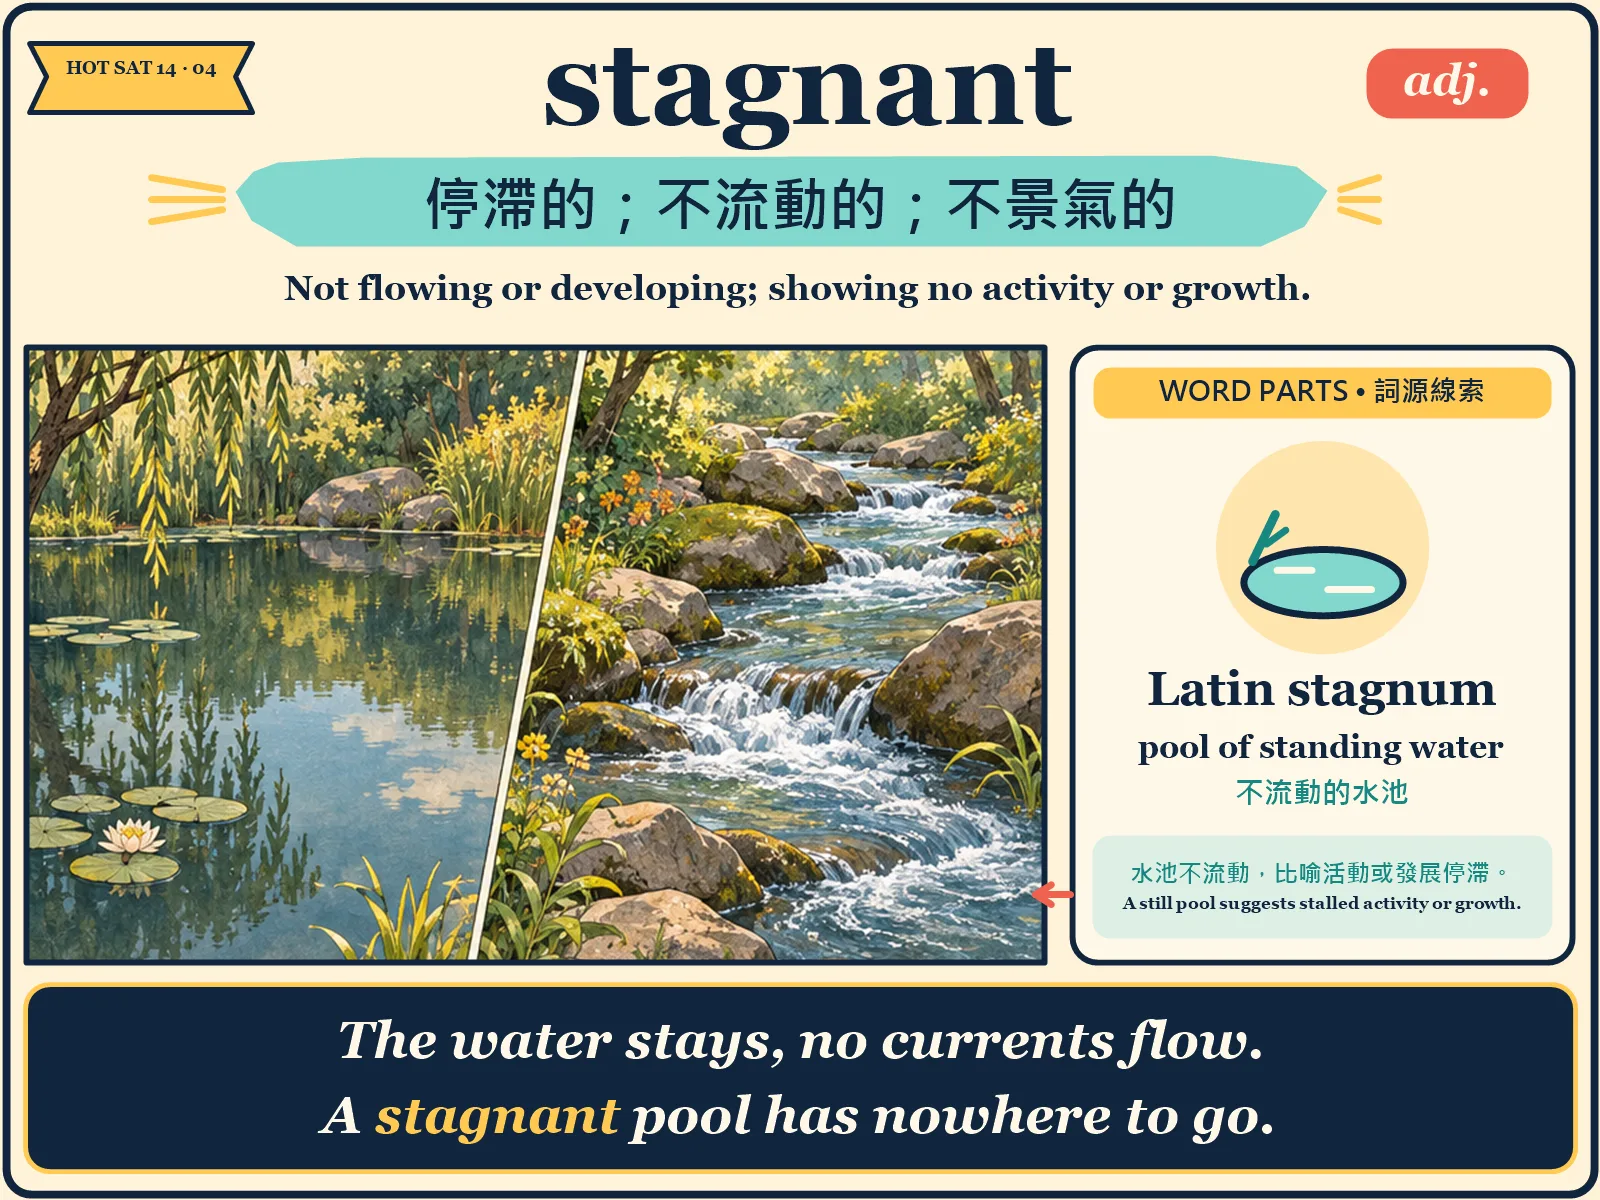 HOT SAT 14 · 04
stagnant
adj.
停滯的；不流動的；不景氣的
Not flowing or developing; showing no activity or growth.
WORD PARTS • 詞源線索
Latin stagnum
pool of standing water
不流動的水池
水池不流動，比喻活動或發展停滯。
A still pool suggests stalled activity or growth.
The water stays, no currents flow.
A stagnant pool has nowhere to go.